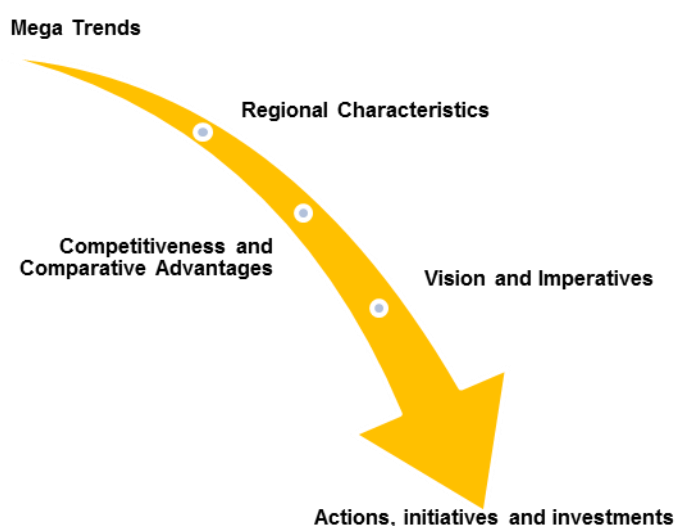 Mega Trends
Regional Characteristics
Competitiveness and
Comparative Advantages
Vision and Imperatives
Actions, initiatives and investments